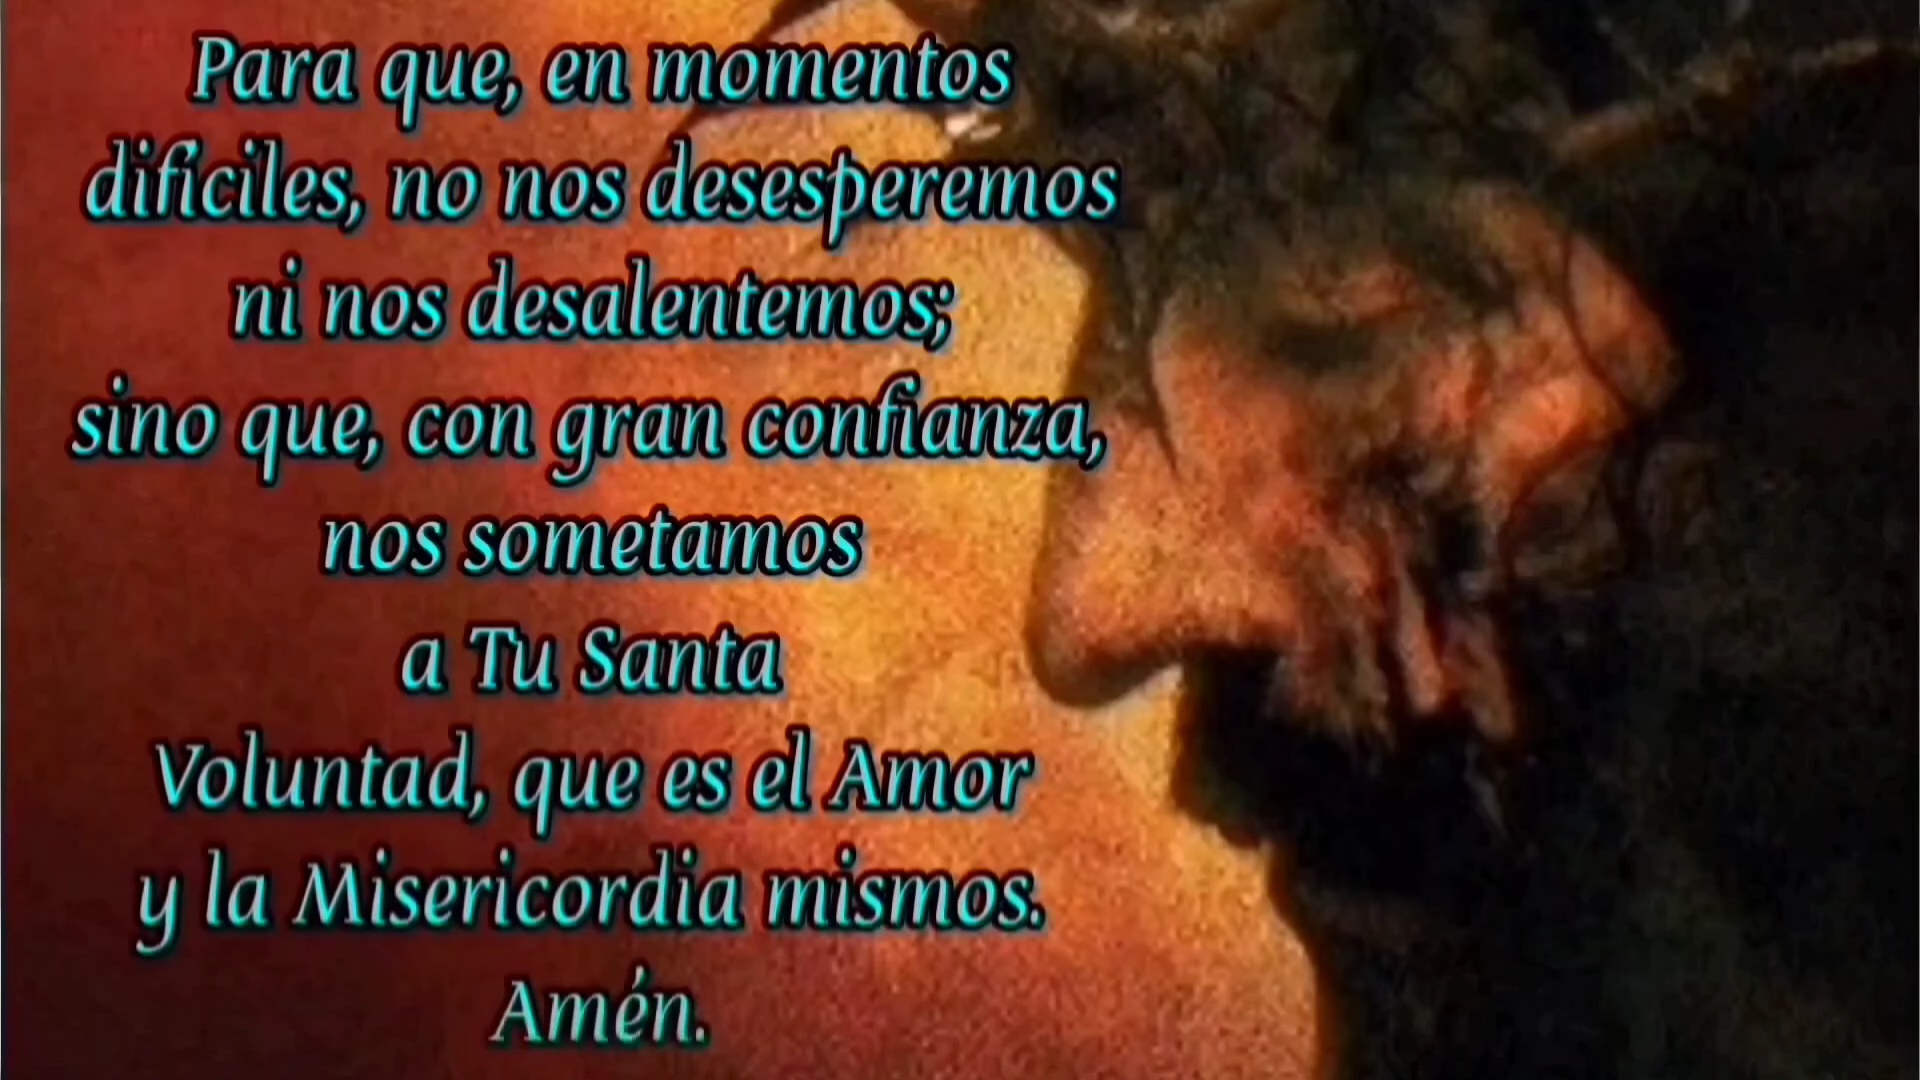 Para que, en momentos
difíciles, no nos desesperemos
ni nos desalentemos;
sino que, con gran confianza,
nos sometamos
a Tu Santa
Voluntad, que es el Amor
y la Misericordia mismos.
Amén.